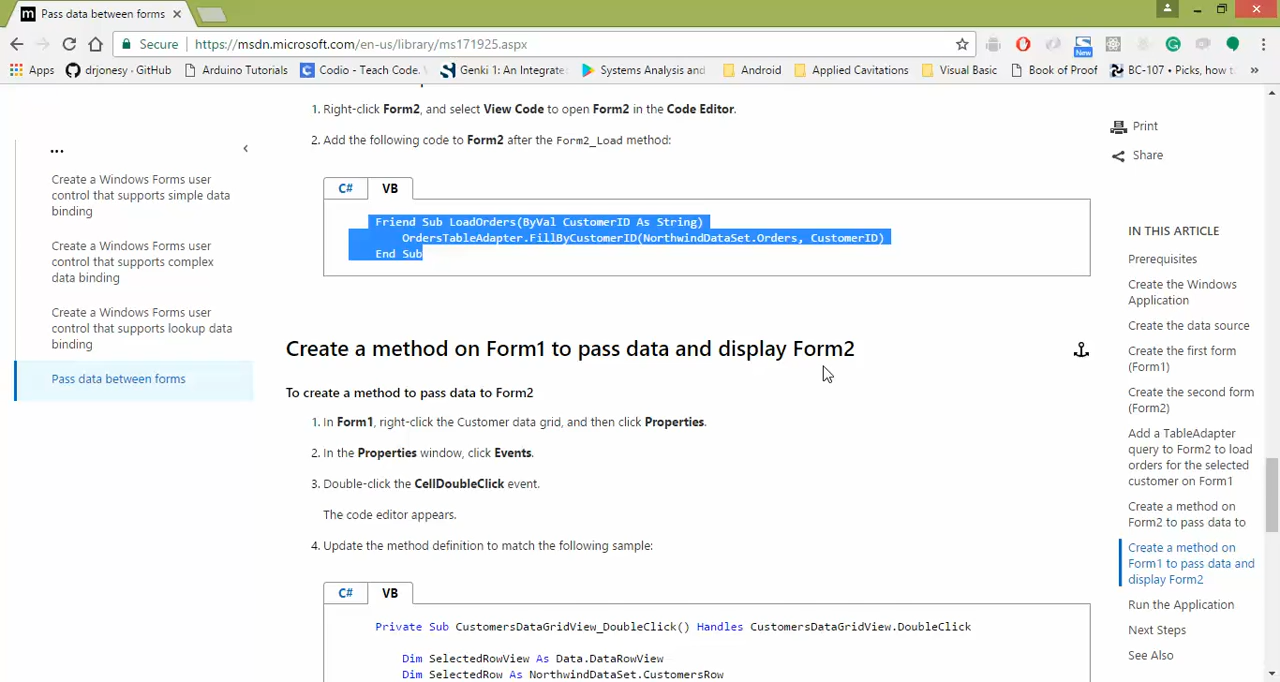 Pass data between forms
Secure https://msdn.microsoft.com/en-us/library/ms171925.aspx
New
Apps drjonesy · GitHub Arduino Tutorials Codio - Teach Code. Genki 1: An Integrate Systems Analysis and Android Applied Cavitations Visual Basic Book of Proof BC-107 • Picks, how t »
1. Right-click Form2, and select View Code to open Form2 in the Code Editor.
2. Add the following code to Form2 after the Form2_Load method:
C# VB
Friend Sub LoadOrders(ByVal CustomerID As String)
OrdersTableAdapter.FillByCustomerID(NorthwindDataSet.Orders, CustomerID)
End Sub
Create a method on Form1 to pass data and display Form2
To create a method to pass data to Form2
1. In Form1, right-click the Customer data grid, and then click Properties.
2. In the Properties window, click Events.
3. Double-click the CellDoubleClick event.
The code editor appears.
4. Update the method definition to match the following sample:
C# VB
Private Sub CustomersDataGridView_DoubleClick() Handles CustomersDataGridView.DoubleClick
Dim SelectedRowView As Data.DataRowView
Dim SelectedRow As NorthwindDataSet.CustomersRow
...
Create a Windows Forms user
control that supports simple data
binding
Create a Windows Forms user
control that supports complex
data binding
Create a Windows Forms user
control that supports lookup data
binding
Pass data between forms
Print
Share
IN THIS ARTICLE
Prerequisites
Create the Windows
Application
Create the data source
Create the first form
(Form1)
Create the second form
(Form2)
Add a TableAdapter
query to Form2 to load
orders for the selected
customer on Form1
Create a method on
Form2 to pass data to
Create a method on
Form1 to pass data and
display Form2
Run the Application
Next Steps
See Also